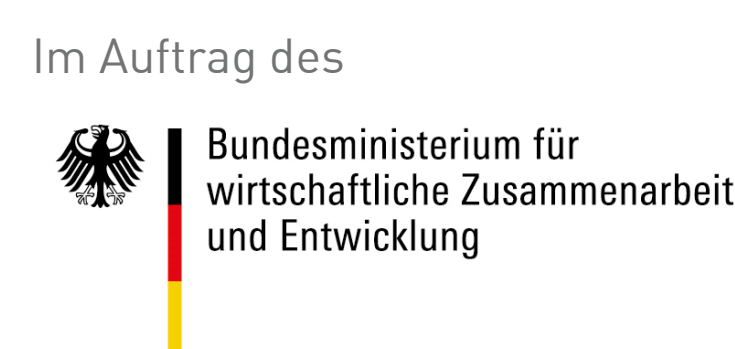 Im Auftrag des
Bundesministerium für
wirtschaftliche Zusammenarbeit
und Entwicklung